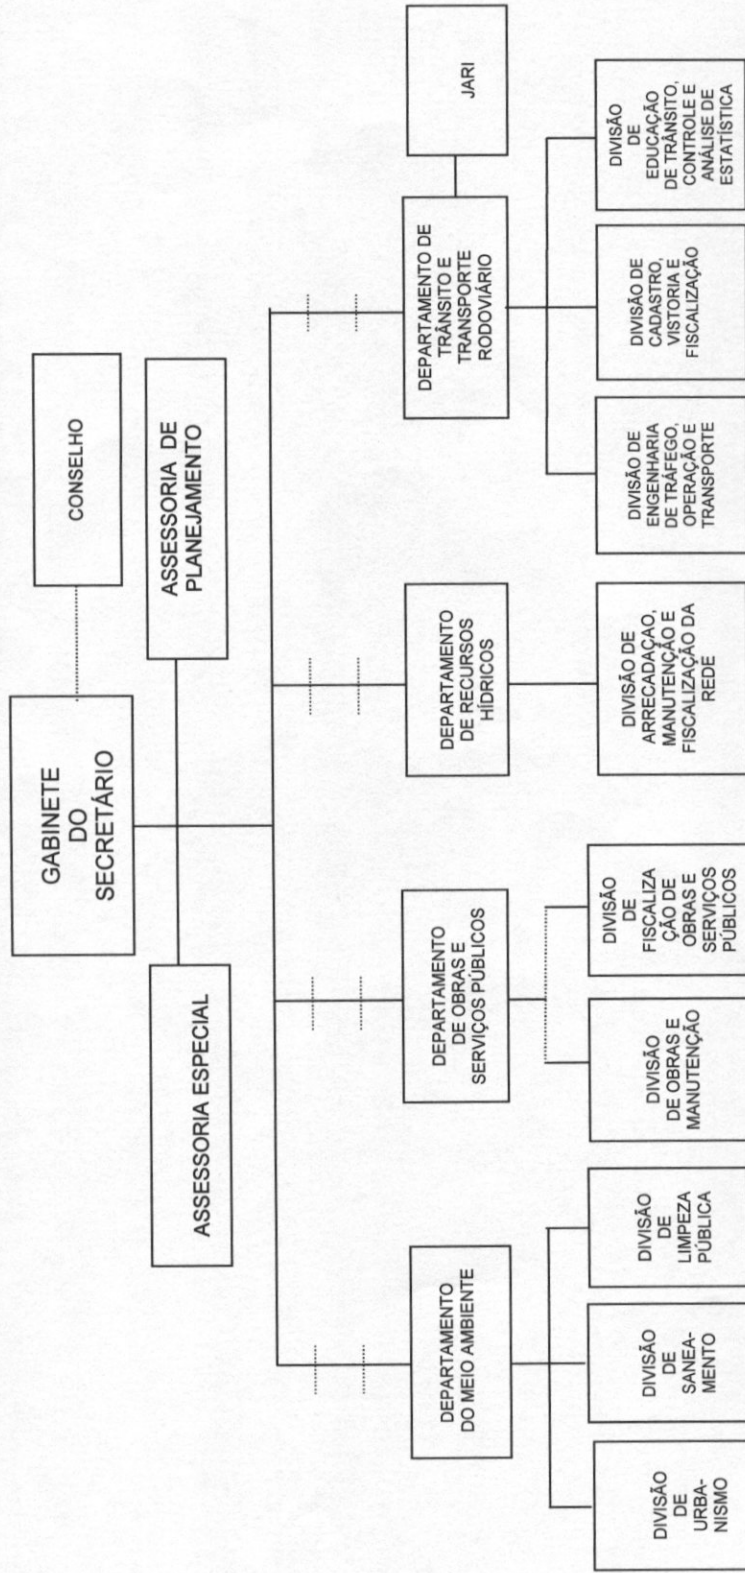 GABINETE
DO
SECRETÁRIO
CONSELHO
ASSESSORIA ESPECIAL
ASSESSORIA DE
PLANEJAMENTO
DEPARTAMENTO
DO MEIO AMBIENTE
DEPARTAMENTO
DE OBRAS E
SERVIÇOS PÚBLICOS
DEPARTAMENTO
DE RECURSOS
HÍDRICOS
DEPARTAMENTO DE
TRÂNSITO E
TRANSPORTE
RODOVIÁRIO
JARI
DIVISÃO
DE
URBA-
NISMO
DIVISÃO
DE
SANEA-
MENTO
DIVISÃO
DE
LIMPEZA
PÚBLICA
DIVISÃO
DE OBRAS E
MANUTENÇÃO
DIVISÃO
DE
FISCALIZA
ÇÃO DE
OBRAS E
SERVIÇOS
PÚBLICOS
DIVISÃO DE
ARRECADAÇAO,
MANUTENÇÃO E
FISCALIZAÇÃO DA
REDE
DIVISÃO DE
ENGENHARIA
DE TRÁFEGO,
OPERAÇÃO E
TRANSPORTE
DIVISÃO DE
CADASTRO,
VISTORIA E
FISCALIZAÇÃO
DIVISÃO
DE
EDUCAÇÃO
DE TRÂNSITO,
CONTROLE E
ANÁLISE DE
ESTATÍSTICA